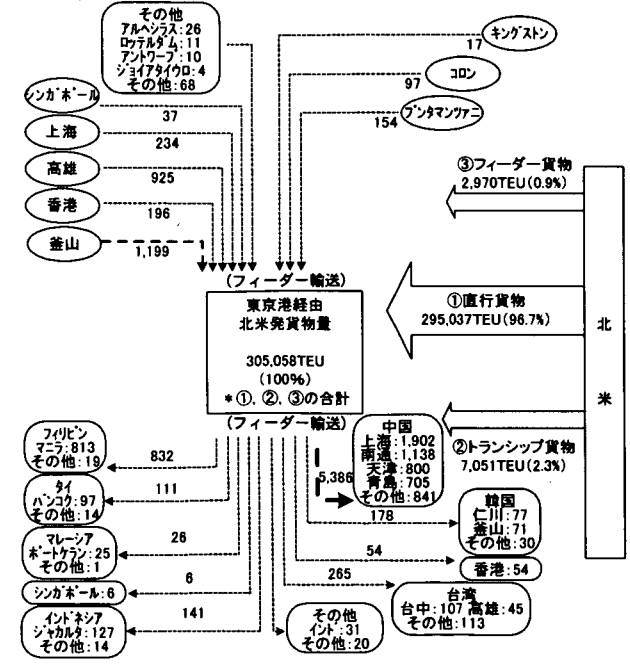 その他
アルヘシラス:26
ロッテルダム:11
アントワープ:10
ジョイアタイウロ:4
その他:68
キングストン
17
コロン
97
プンタマンツァニ
154
シンガポール
37
上海
234
高雄
925
香港
196
釜山
1,199
③フィーダー貨物
2,970TEU(0.9%)
(フィーダー輸送)
東京港経由
北米発貨物量
305,058TEU
(100%)
*①,②,③の合計
(フィーダー輸送)
①直行貨物
295,037TEU(96.7%)
北
米
②トランシップ貨物
7,051TEU(2.3%)
フィリピン
マニラ:813
その他:19
832
タイ
バンコク:97
その他:14
111
マレーシア
ポートケラン:25
その他:1
26
シンガポール:6
6
インドネシア
ジャカルタ:127
その他:14
141
5,386
中国
上海:1,902
南通:1,138
天津:800
青島:705
その他:841
178
韓国
仁川:77
釜山:71
その他:30
54
香港:54
265
台湾
台中:107 高雄:45
その他:113
その他
インド:31
その他:20